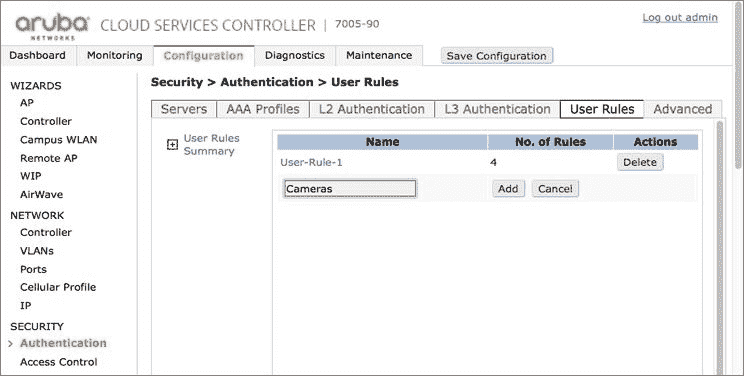 aruba NETWORKS CLOUD SERVICES CONTROLLER | 7005-90 Log out admin
Dashboard Monitoring Configuration Diagnostics Maintenance Save Configuration
WIZARDS
AP
Controller
Campus WLAN
Remote AP
WIP
AirWave
NETWORK
Controller
VLANs
Ports
Cellular Profile
IP
SECURITY
> Authentication
Access Control
Security > Authentication > User Rules
Servers AAA Profiles L2 Authentication L3 Authentication User Rules Advanced
User Rules
Summary
Name No. of Rules Actions
User-Rule-1 4 Delete
Cameras Add Cancel